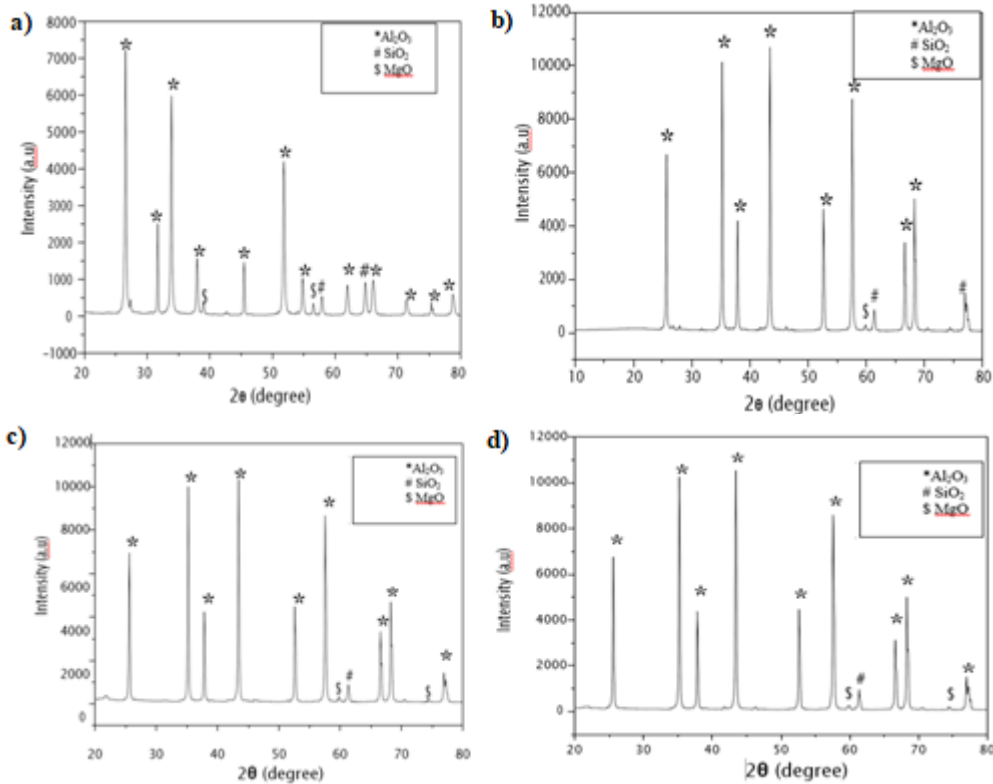 a)
8000
7000
6000
5000
4000
3000
2000
1000
0
-1000
Intensity (a,u)
*Al₂O₃
# SiO₂
$ MgO
20 30 40 50 60 70 80
2θ (degree)
b)
12000
10000
8000
6000
4000
2000
0
Intensity (a,u)
*Al₂O₃
# SiO₂
$ MgO
10 20 30 40 50 60 70 80
2θ (degree)
c)
12000
10000
8000
6000
4000
2000
0
Intensity (a,u)
*Al₂O₃
# SiO₂
$ MgO
20 30 40 50 60 70 80
2θ (degree)
d)
12000
10000
8000
6000
4000
2000
0
Intensity (a,u)
*Al₂O₃
# SiO₂
$ MgO
20 30 40 50 60 70 80
2θ (degree)